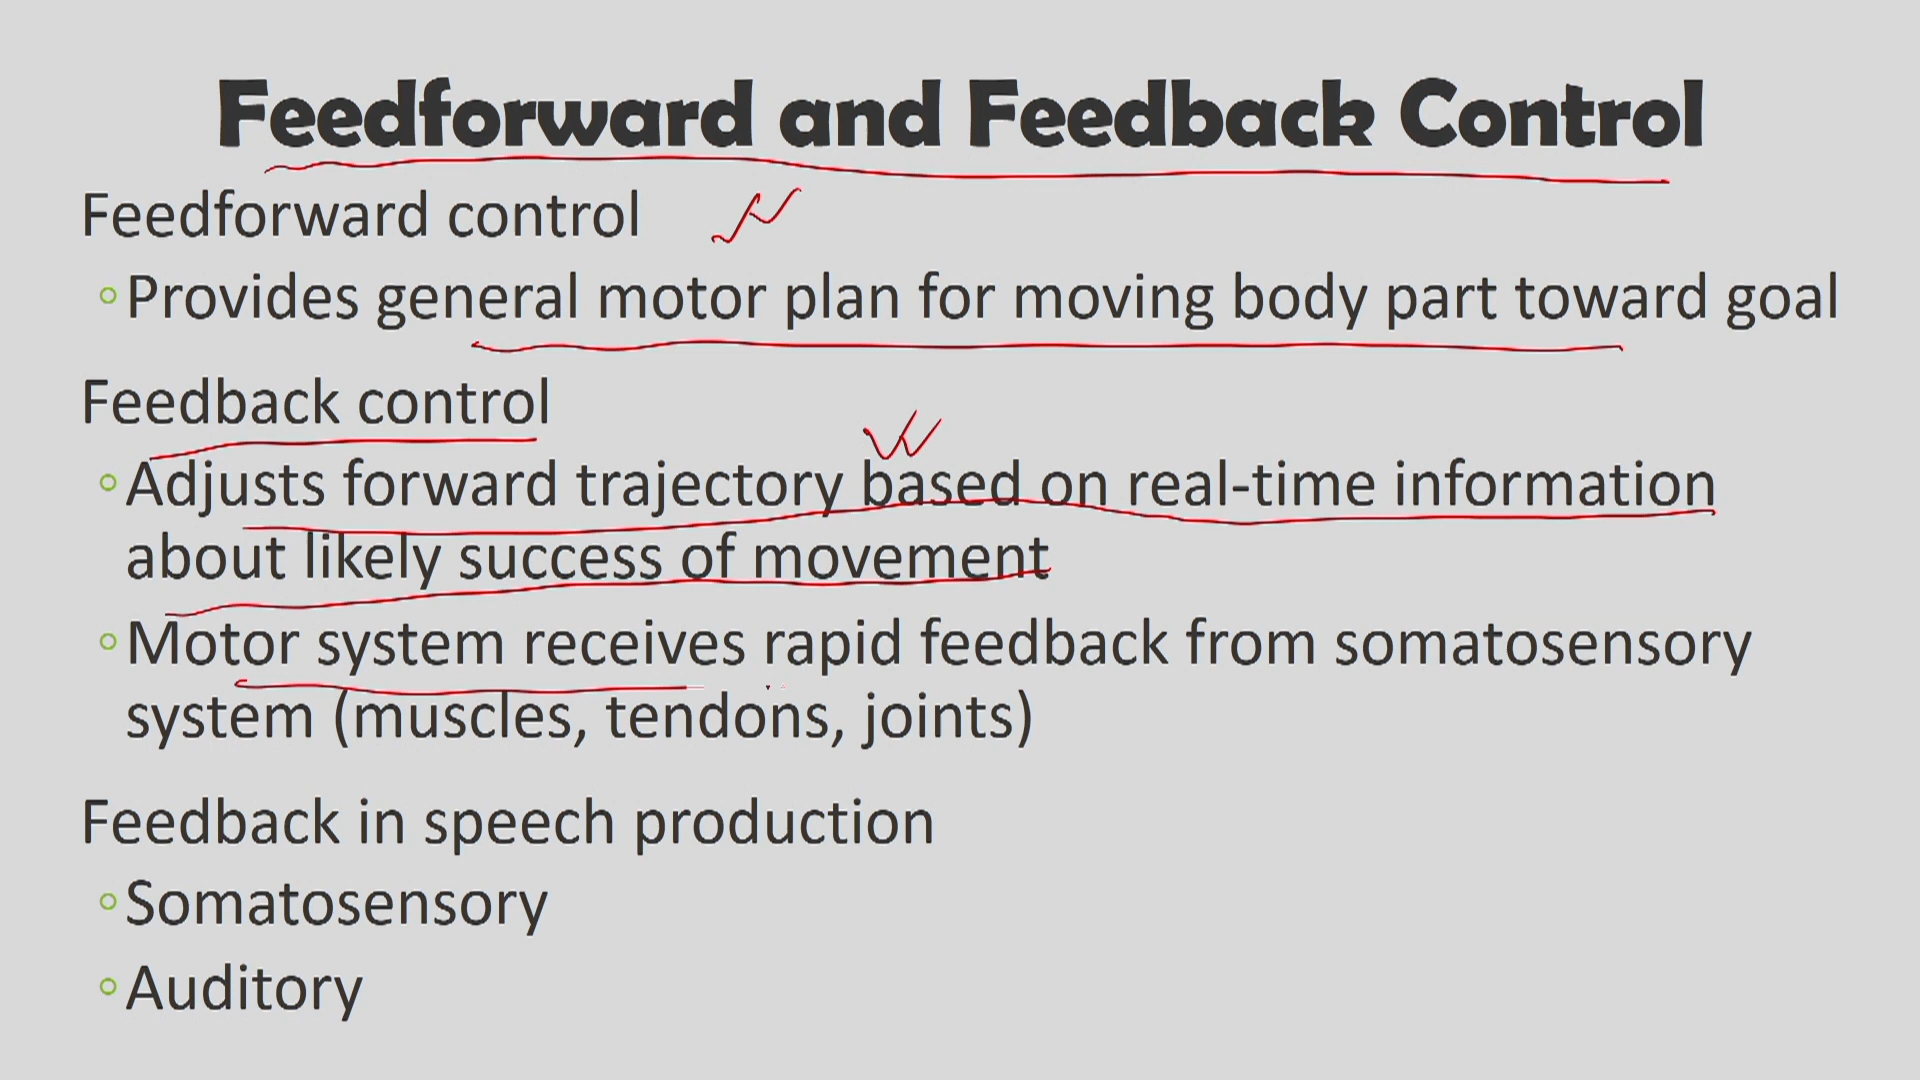 Feedforward and Feedback Control
Feedforward control
◦Provides general motor plan for moving body part toward goal
Feedback control
◦Adjusts forward trajectory based on real-time information
about likely success of movement
◦Motor system receives rapid feedback from somatosensory
system (muscles, tendons, joints)
Feedback in speech production
◦Somatosensory
◦Auditory